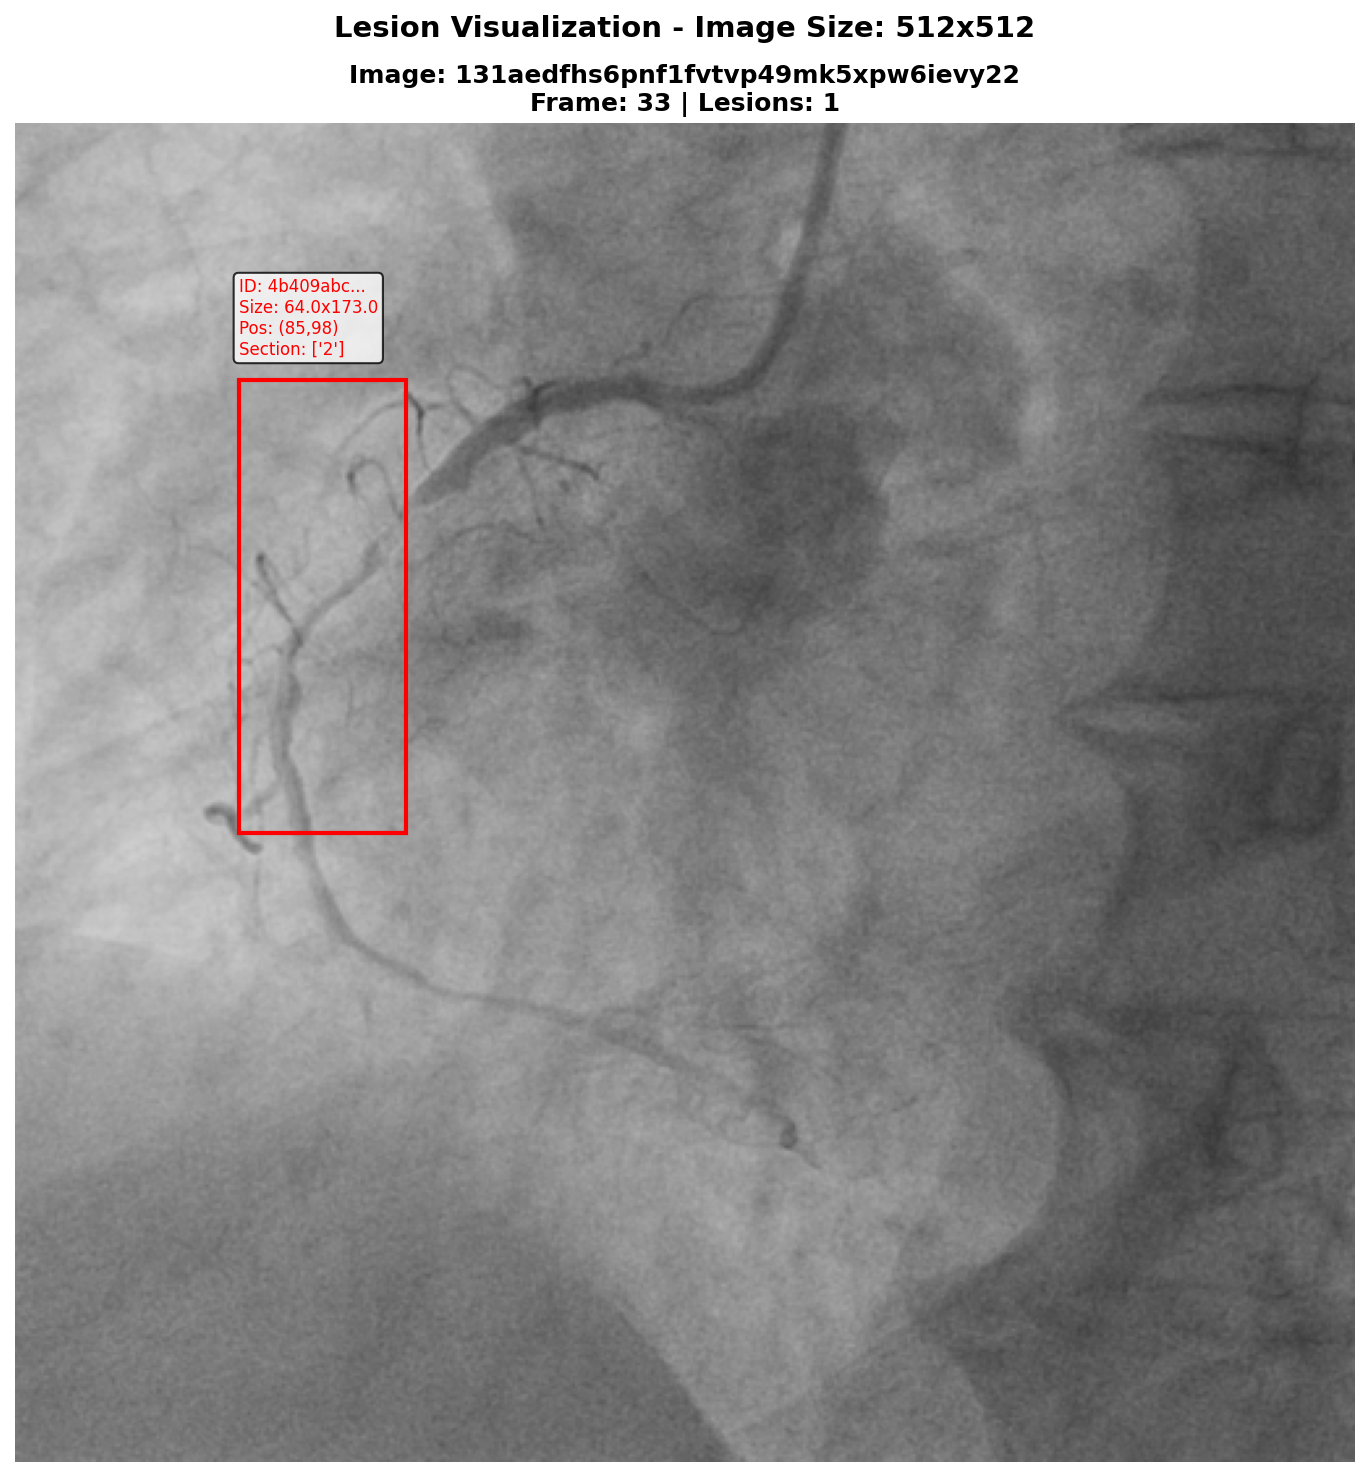 Lesion Visualization - Image Size: 512x512
Image: 131aedfhs6pnf1fvtvp49mk5xpw6ievy22
Frame: 33 | Lesions: 1
ID: 4b409abc...
Size: 64.0x173.0
Pos: (85,98)
Section: ['2']